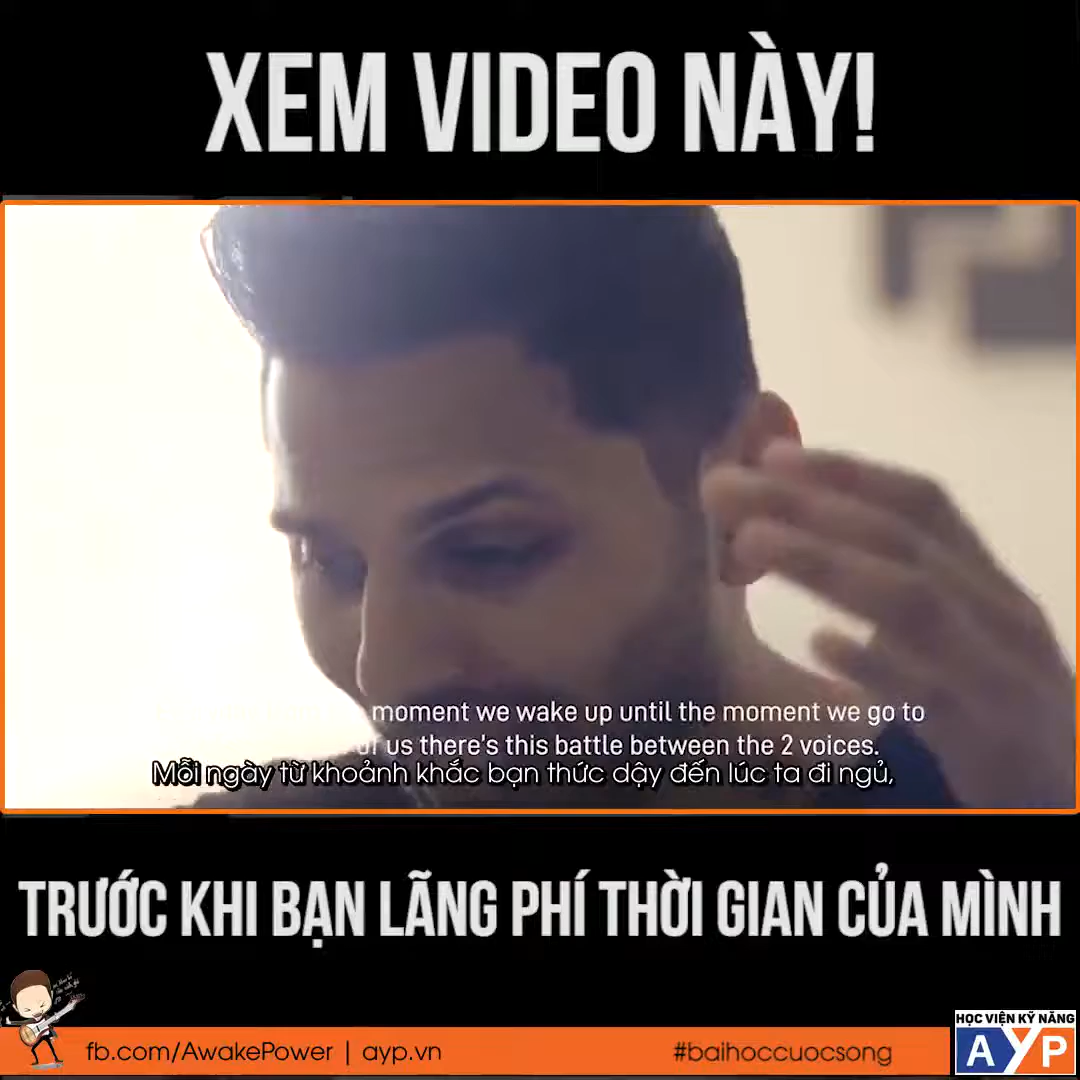 XEM VIDEO NÀY!
moment we wake up until the moment we go to
of us there's this battle between the 2 voices.
Mỗi ngày từ khoảnh khắc bạn thức dậy đến lúc ta đi ngủ,
TRƯỚC KHI BẠN LÃNG PHÍ THỜI GIAN CỦA MÌNH
fb.com/AwakePower | ayp.vn
#baihoccuocsong
HỌC VIỆN KỸ NĂNG
AYP